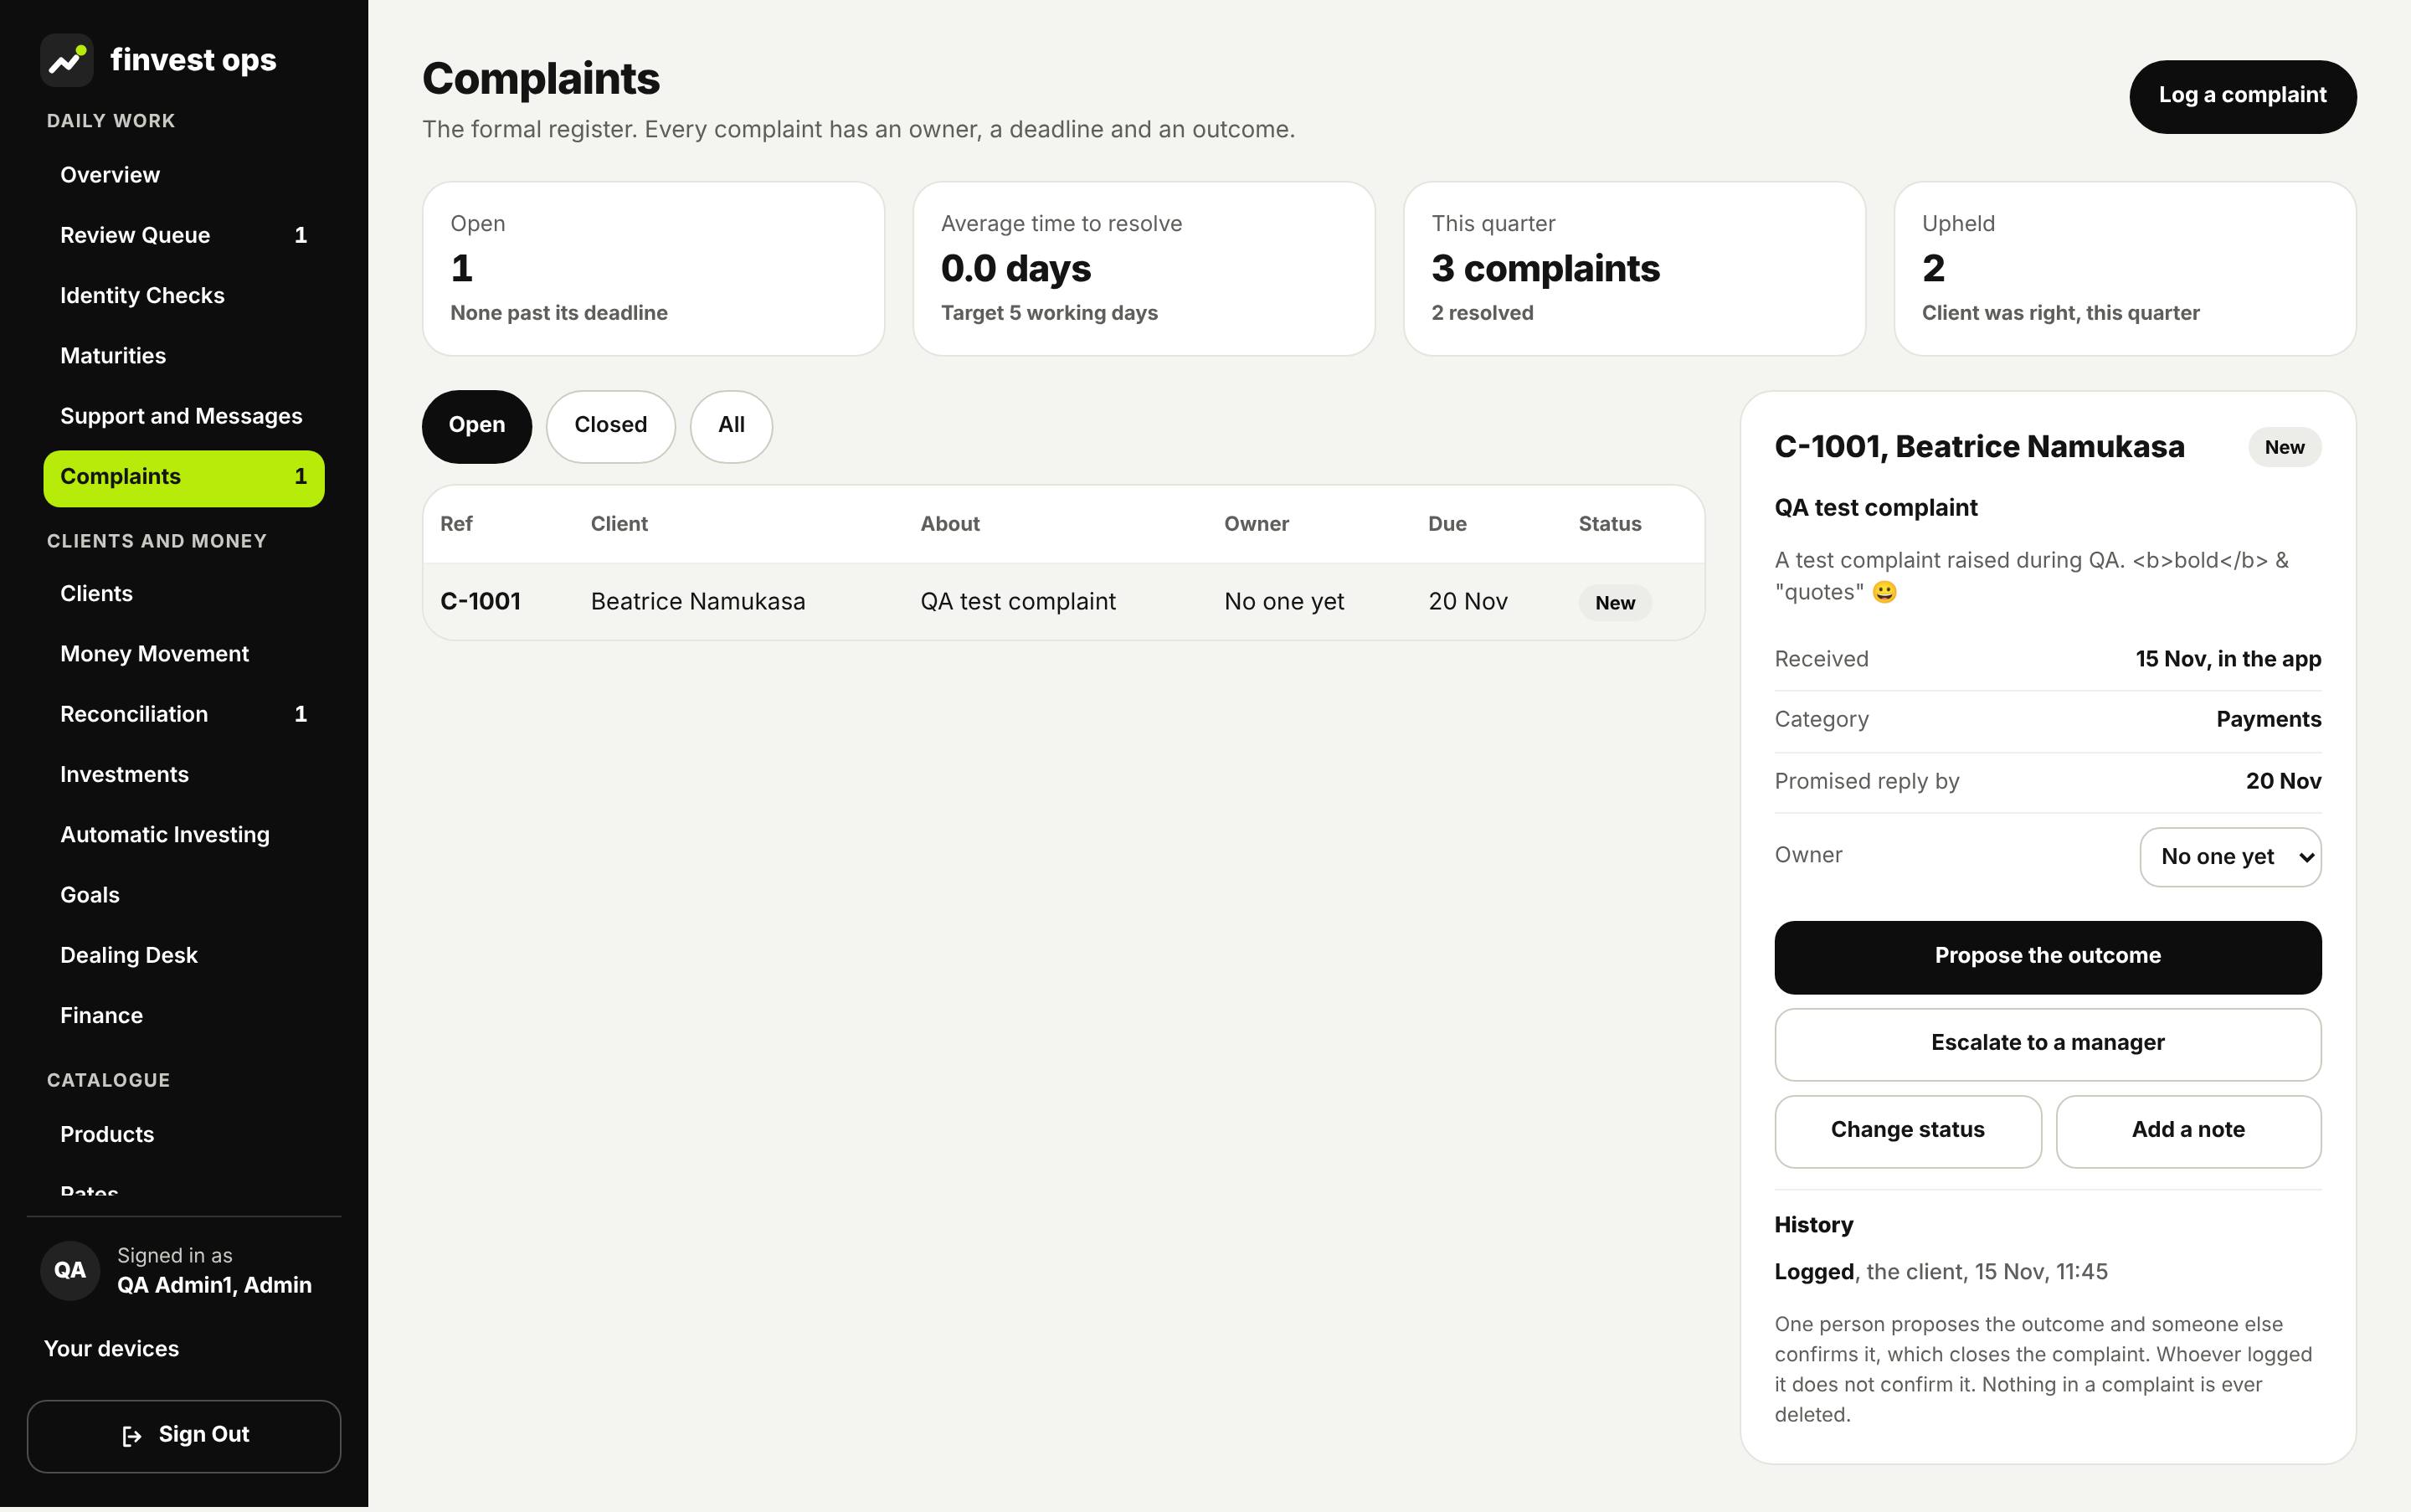 finvest ops
DAILY WORK
Overview
Review Queue 1
Identity Checks
Maturities
Support and Messages
Complaints 1
CLIENTS AND MONEY
Clients
Money Movement
Reconciliation 1
Investments
Automatic Investing
Goals
Dealing Desk
Finance
CATALOGUE
Products
Rates
QA
Signed in as
QA Admin1, Admin
Your devices
Sign Out
Complaints
The formal register. Every complaint has an owner, a deadline and an outcome.
Log a complaint
Open
1
None past its deadline
Average time to resolve
0.0 days
Target 5 working days
This quarter
3 complaints
2 resolved
Upheld
2
Client was right, this quarter
Open Closed All
Ref Client About Owner Due Status
C-1001 Beatrice Namukasa QA test complaint No one yet 20 Nov New
C-1001, Beatrice Namukasa New
QA test complaint
A test complaint raised during QA. <b>bold</b> &
"quotes" 😀
Received 15 Nov, in the app
Category Payments
Promised reply by 20 Nov
Owner No one yet
Propose the outcome
Escalate to a manager
Change status Add a note
History
Logged, the client, 15 Nov, 11:45
One person proposes the outcome and someone else
confirms it, which closes the complaint. Whoever logged
it does not confirm it. Nothing in a complaint is ever
deleted.